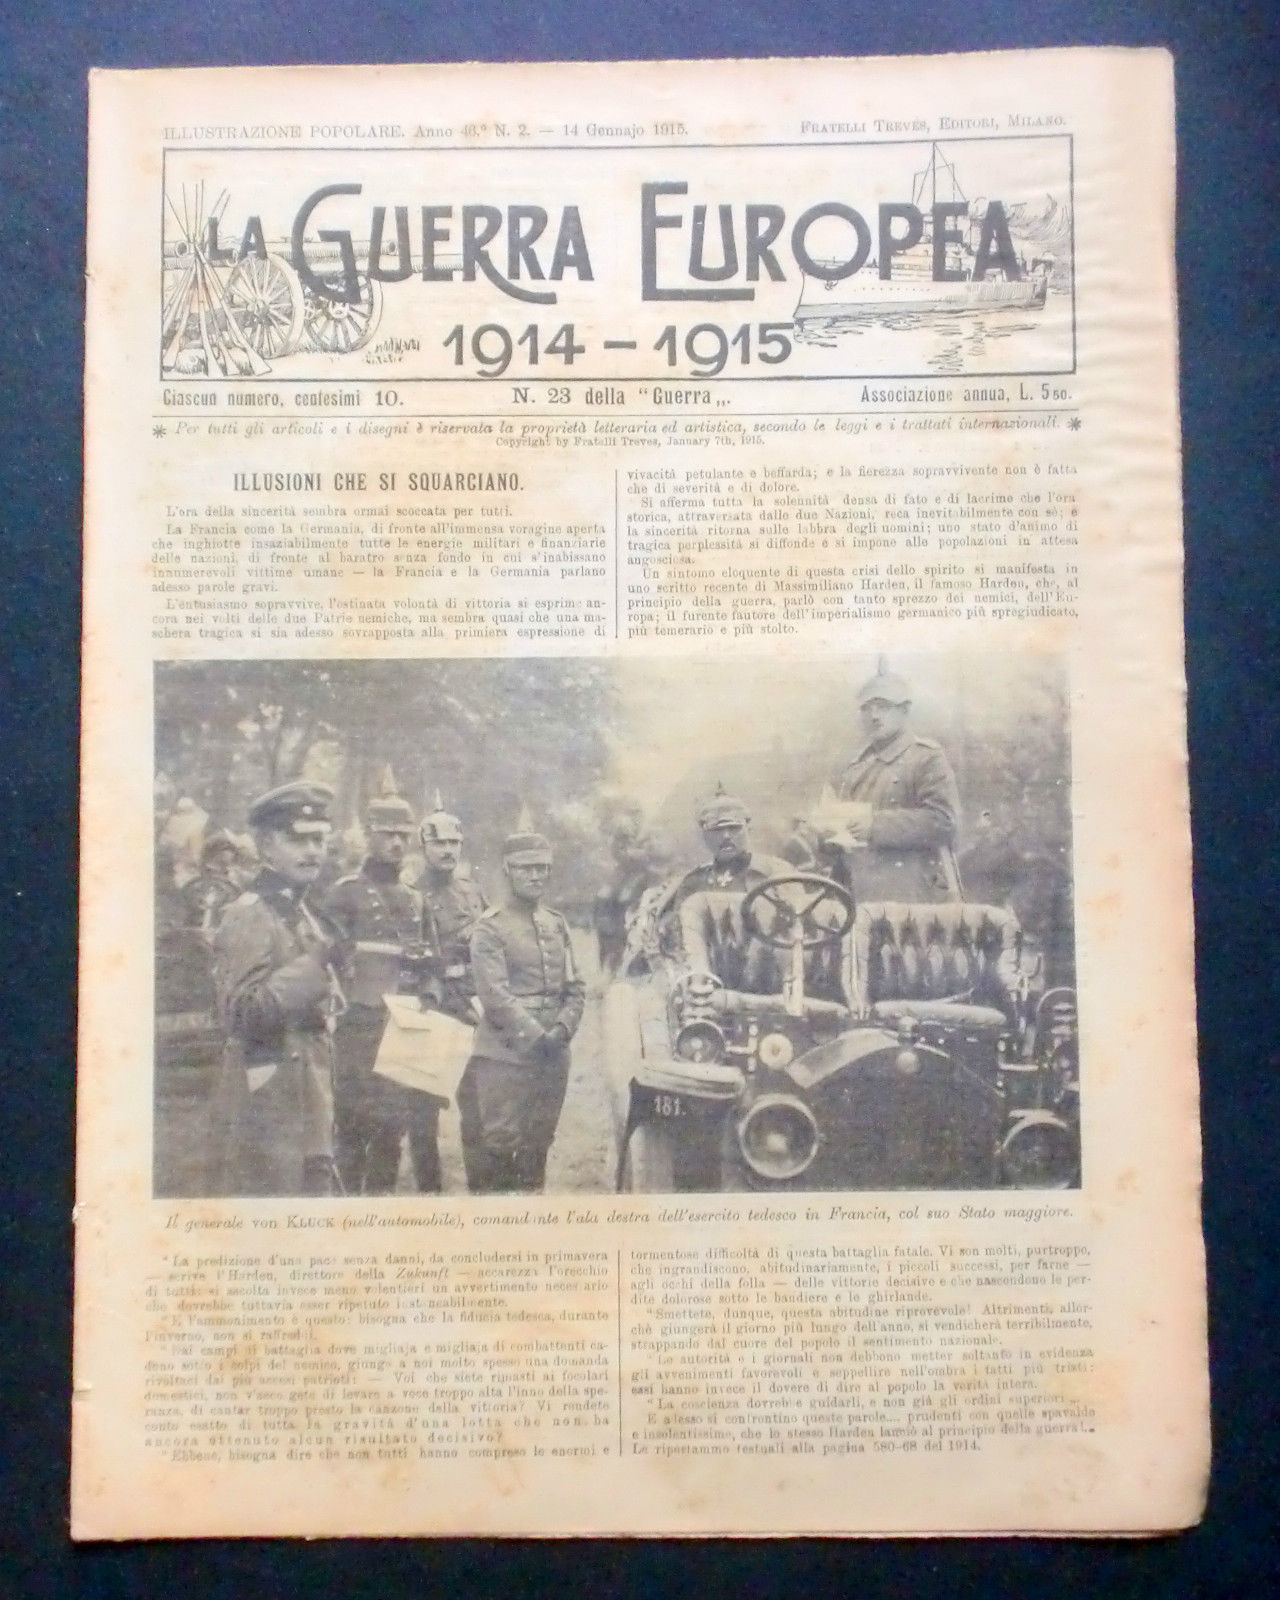 ILLUSTRAZIONE POPOLARE. Anno 46.° N. 2. — 14 Gennajo 1915.
FRATELLI TREVES, EDITORI, MILANO.
LA GUERRA EUROPEA
1914-1915
Ciascun numero, centesimi 10.
N. 23 della "Guerra„.
Associazione annua, L. 5 50.
* Per tutti gli articoli e i disegni è riservata la proprietà letteraria ed artistica, secondo le leggi e i trattati internazionali. *
Copyright by Fratelli Treves, January 7th, 1915.
ILLUSIONI CHE SI SQUARCIANO.
L'ora della sincerità sembra ormai scoccata per tutti.
La Francia come la Germania, di fronte all'immensa voragine aperta
che inghiotte insaziabilmente tutte le energie militari e finanziarie
delle nazioni, di fronte al baratro senza fondo in cui s'inabissano
innumerevoli vittime umane — la Francia e la Germania parlano
adesso parole gravi.
L'entusiasmo sopravvive, l'ostinata volontà di vittoria si esprime an-
cora nei volti delle due Patrie nemiche, ma sembra quasi che una ma-
schera tragica si sia adesso sovrapposta alla primiera espressione di
vivacità petulante e beffarda; e la fierezza sopravvivente non è fatta
che di severità e di dolore.
Si afferma tutta la solennità densa di fato e di lacrime che l'ora
storica, attraversata dalle due Nazioni, reca inevitabilmente con sè; e
la sincerità ritorna sulle labbra degli uomini; uno stato d'animo di
tragica perplessità si diffonde e si impone alle popolazioni in attesa
angosciosa.
Un sintomo eloquente di questa crisi dello spirito si manifesta in
uno scritto recente di Massimiliano Harden, il famoso Harden, che, al
principio della guerra, parlò con tanto sprezzo dei nemici, dell'Eu-
ropa; il furente fautore dell'imperialismo germanico più spregiudicato,
più temerario e più stolto.
181.
Il generale von KLUCK (nell'automobile), comandante l'ala destra dell'esercito tedesco in Francia, col suo Stato maggiore.
"La predizione d'una pace senza danni, da concludersi in primavera
— scrive l'Harden, direttore della Zukunft — accarezza l'orecchio
di tutti: si ascolta invece meno volentieri un avvertimento necessario
che dovrebbe tuttavia esser ripetuto instancabilmente.
"E l'ammonimento è questo: bisogna che la fiducia tedesca, durante
l'inverno, non si raffreddi.
"Dai campi di battaglia dove migliaja e migliaja di combattenti ca-
dono sotto i colpi del nemico, giunge a noi molto spesso una domanda
rivoltaci dai più accesi patrioti: — Voi che siete rimasti ai focolari
domestici, non v'accorgete di levare a voce troppo alta l'inno della spe-
ranza, di cantar troppo presto la canzone della vittoria? Vi rendete
conto esatto di tutta la gravità d'una lotta che non ha
ancora ottenuto alcun risultato decisivo?
"Ebbene, bisogna dire che non tutti hanno compreso le enormi e
tormentose difficoltà di questa battaglia fatale. Vi son molti, purtroppo,
che ingrandiscono, abitudinariamente, i piccoli successi, per farne —
agli occhi della folla — delle vittorie decisive e che nascondono le per-
dite dolorose sotto le bandiere e le ghirlande.
"Smettete, dunque, questa abitudine riprovevole! Altrimenti, allor-
chè giungerà il giorno più lungo dell'anno, si vendicherà terribilmente,
strappando dal cuore del popolo il sentimento nazionale.
"Le autorità e i giornali non debbono metter soltanto in evidenza
gli avvenimenti favorevoli e seppellire nell'ombra i fatti più tristi:
essi hanno invece il dovere di dire al popolo la verità intera.
"La coscienza dovrebbe guidarli, e non già gli ordini superiori„.
E adesso si confrontino queste parole.... prudenti con quelle spavalde
e insolentissime, che lo stesso Harden lanciò al principio della guerra!..
Le riportammo testuali alla pagina 580-68 del 1914.